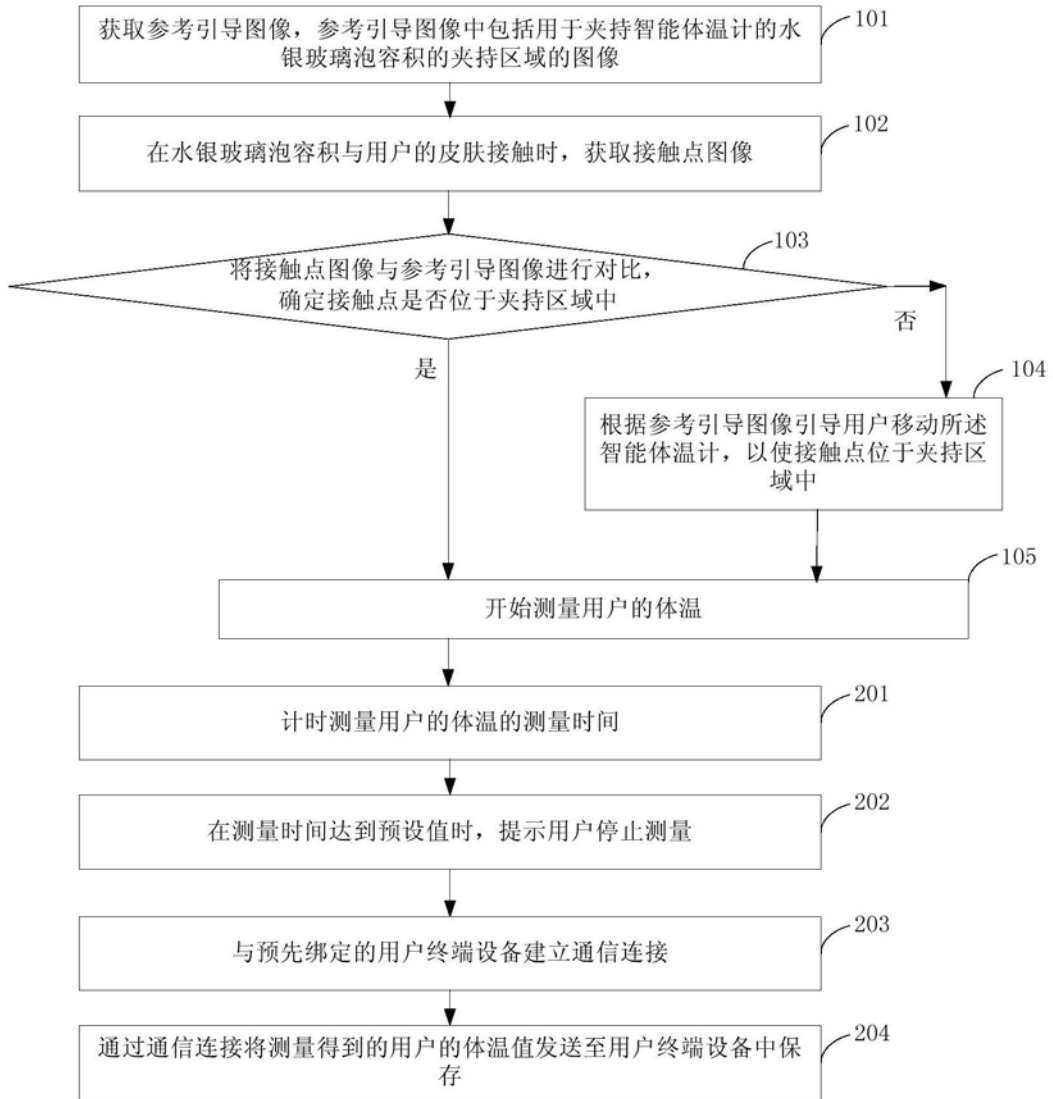 获取参考引导图像，参考引导图像中包括用于夹持智能体温计的水
银玻璃泡容积的夹持区域的图像
101
在水银玻璃泡容积与用户的皮肤接触时，获取接触点图像
102
将接触点图像与参考引导图像进行对比，
确定接触点是否位于夹持区域中
103
是
否
根据参考引导图像引导用户移动所述
智能体温计，以使接触点位于夹持区
域中
104
开始测量用户的体温
105
计时测量用户的体温的测量时间
201
在测量时间达到预设值时，提示用户停止测量
202
与预先绑定的用户终端设备建立通信连接
203
通过通信连接将测量得到的用户的体温值发送至用户终端设备中保
存
204